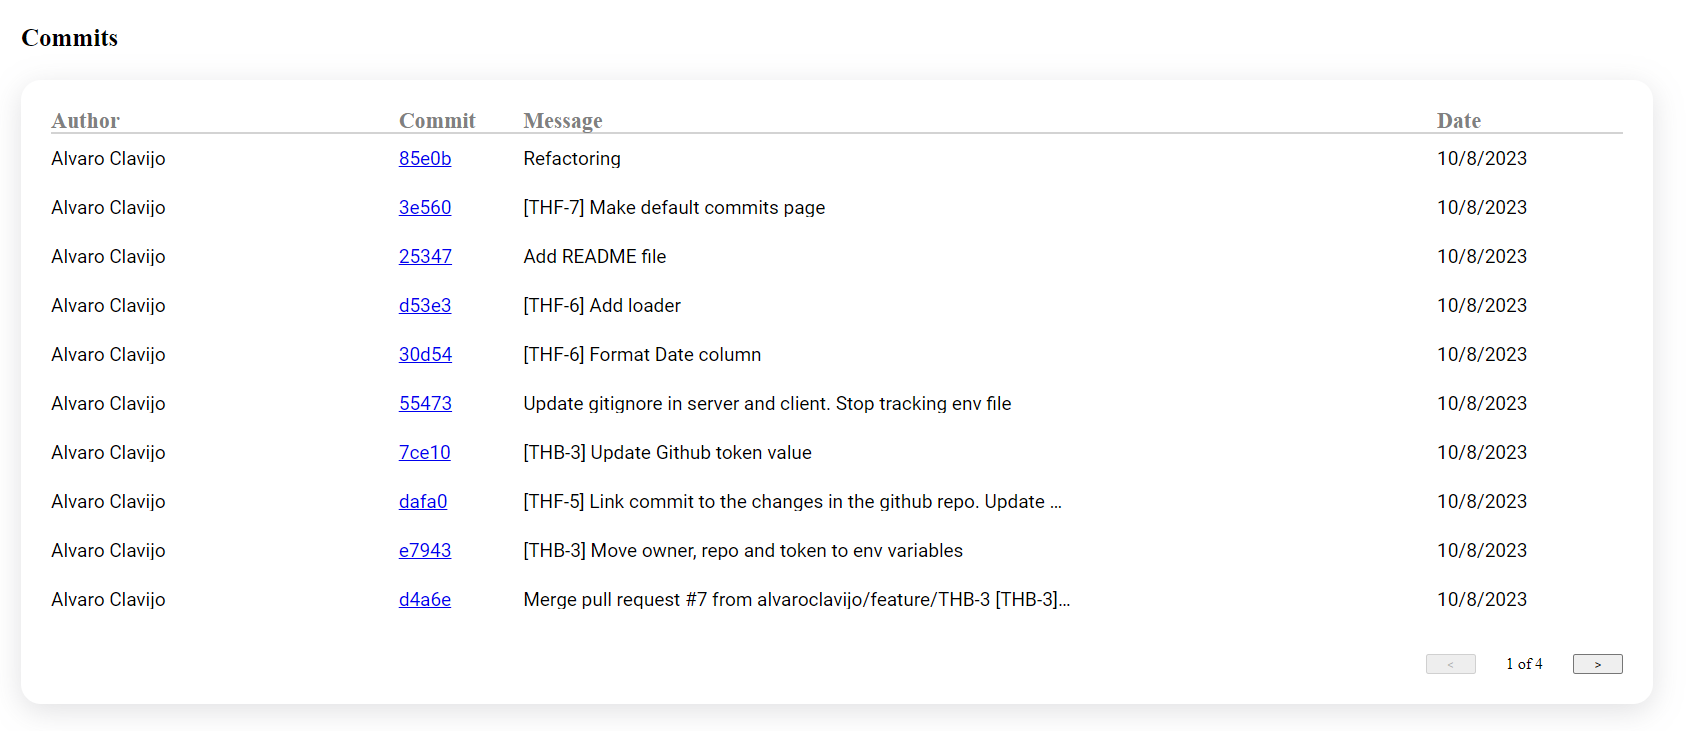 Commits
Author Commit Message Date
Alvaro Clavijo 85e0b Refactoring 10/8/2023
Alvaro Clavijo 3e560 [THF-7] Make default commits page 10/8/2023
Alvaro Clavijo 25347 Add README file 10/8/2023
Alvaro Clavijo d53e3 [THF-6] Add loader 10/8/2023
Alvaro Clavijo 30d54 [THF-6] Format Date column 10/8/2023
Alvaro Clavijo 55473 Update gitignore in server and client. Stop tracking env file 10/8/2023
Alvaro Clavijo 7ce10 [THB-3] Update Github token value 10/8/2023
Alvaro Clavijo dafa0 [THF-5] Link commit to the changes in the github repo. Update ... 10/8/2023
Alvaro Clavijo e7943 [THB-3] Move owner, repo and token to env variables 10/8/2023
Alvaro Clavijo d4a6e Merge pull request #7 from alvaroclavijo/feature/THB-3 [THB-3]... 10/8/2023
< 1 of 4 >